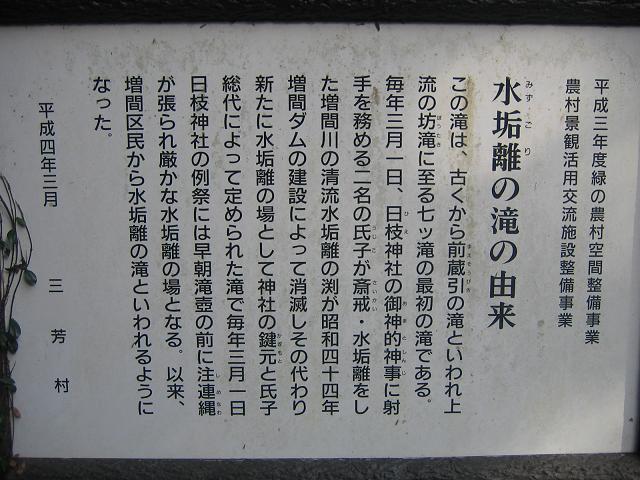 平成三年度緑の農村空間整備事業
農村景観活用交流施設整備事業
水垢離の滝の由来
この滝は、古くから前蔵引の滝といわれ上
流の坊滝に至る七ッ滝の最初の滝である。
毎年三月一日、日枝神社の御神的神事に射
手を務める二名の氏子が斎戒・水垢離をし
た増間川の清流水垢離の渕が昭和四十四年
増間ダムの建設によって消滅しその代わり
新たに水垢離の場として神社の鍵元と氏子
総代によって定められた滝で毎年三月一日
日枝神社の例祭には早朝滝壺の前に注連縄
が張られ厳かな水垢離の場となる。以来、
増間区民から水垢離の滝といわれるように
なった。
平成四年三月　三芳村